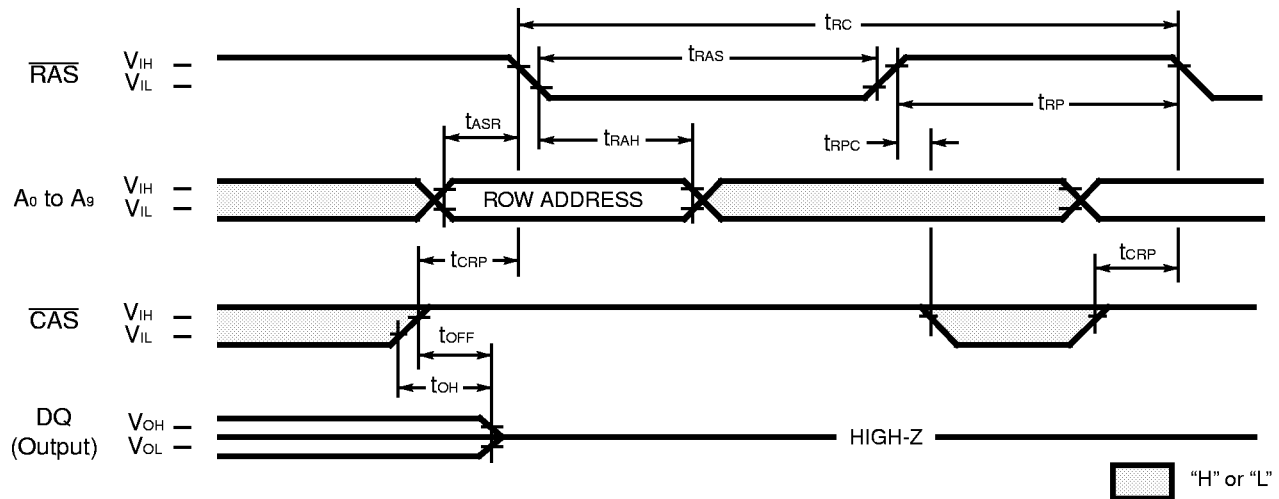 tRC
RAS
VIH
VIL
tRAS
tRP
tASR
tRAH
tRPC
A0 to A9
VIH
VIL
ROW ADDRESS
tCRP
tCRP
CAS
VIH
VIL
tOFF
tOH
DQ
(Output)
VOH
VOL
HIGH-Z
“H” or “L”